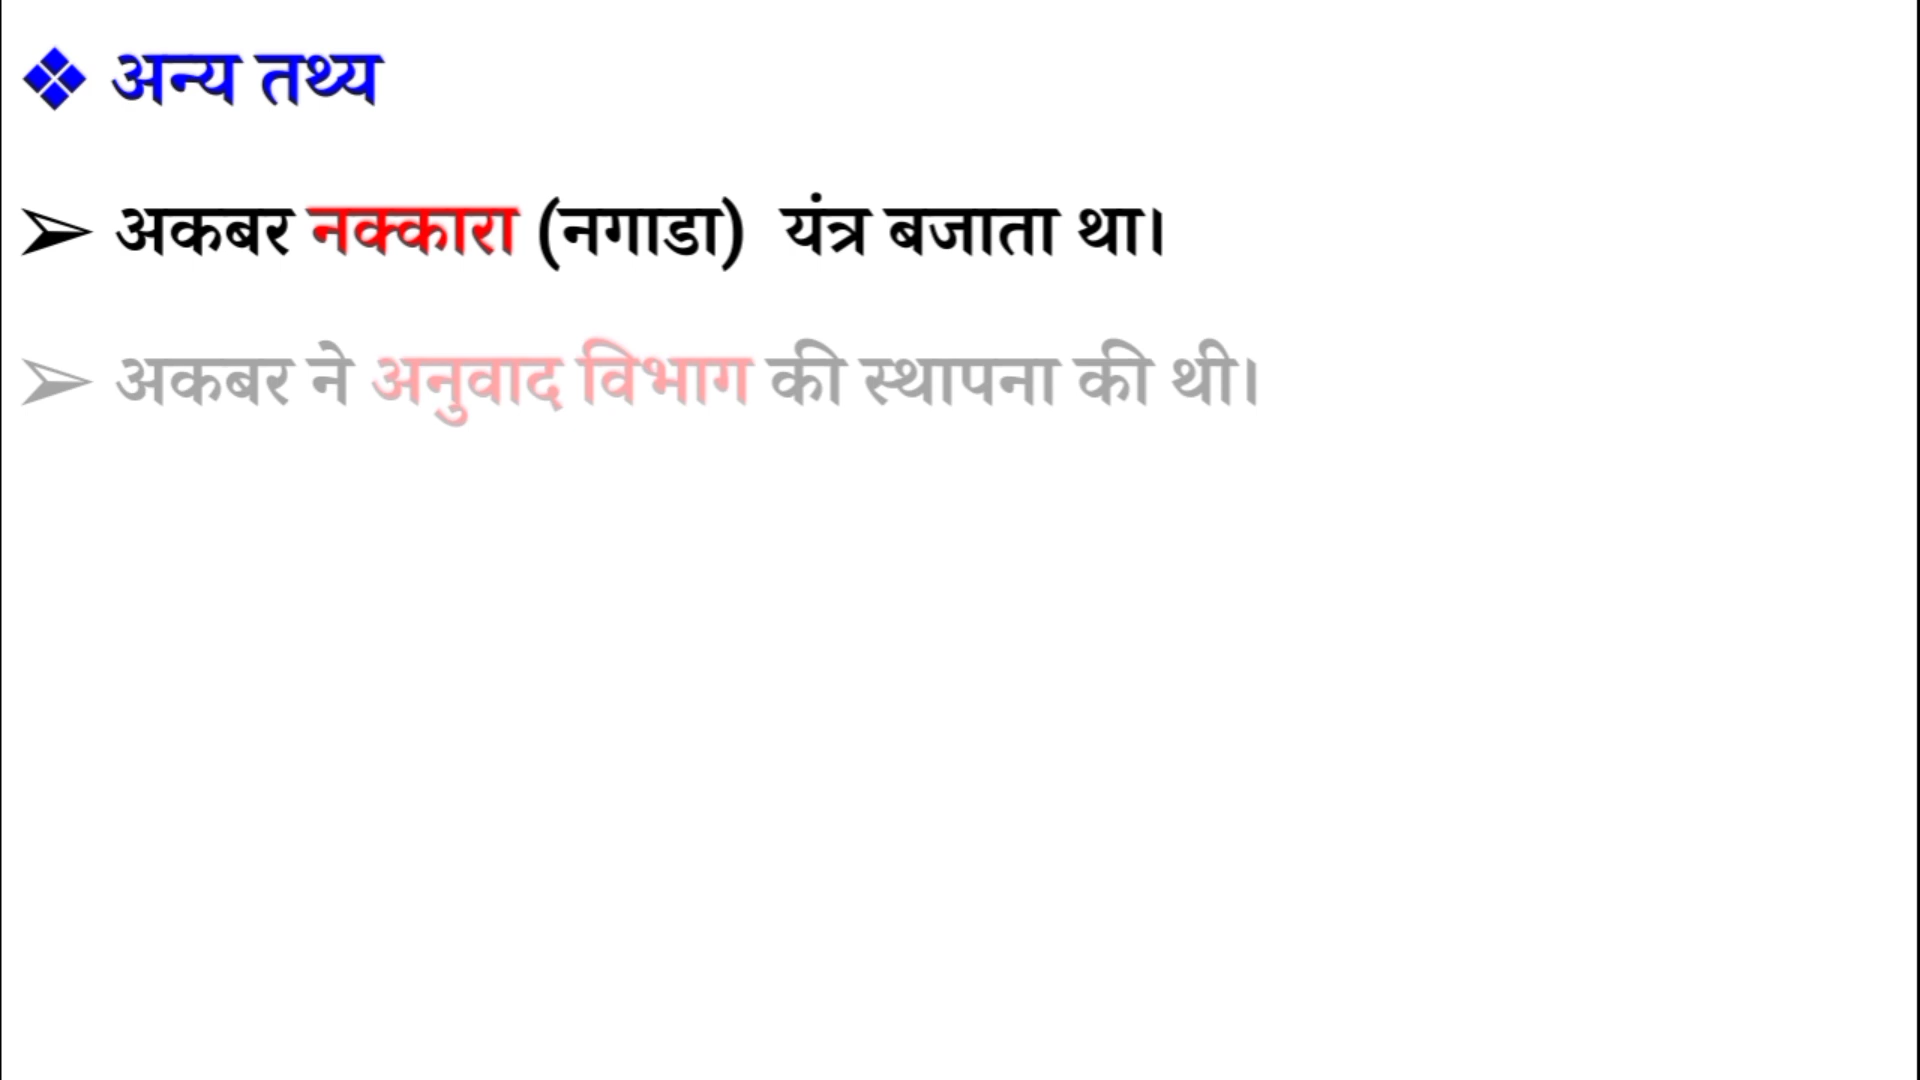 ❖ अन्य तथ्य
➢ अकबर नक्कारा (नगाडा) यंत्र बजाता था।
➢ अकबर ने अनुवाद विभाग की स्थापना की थी।